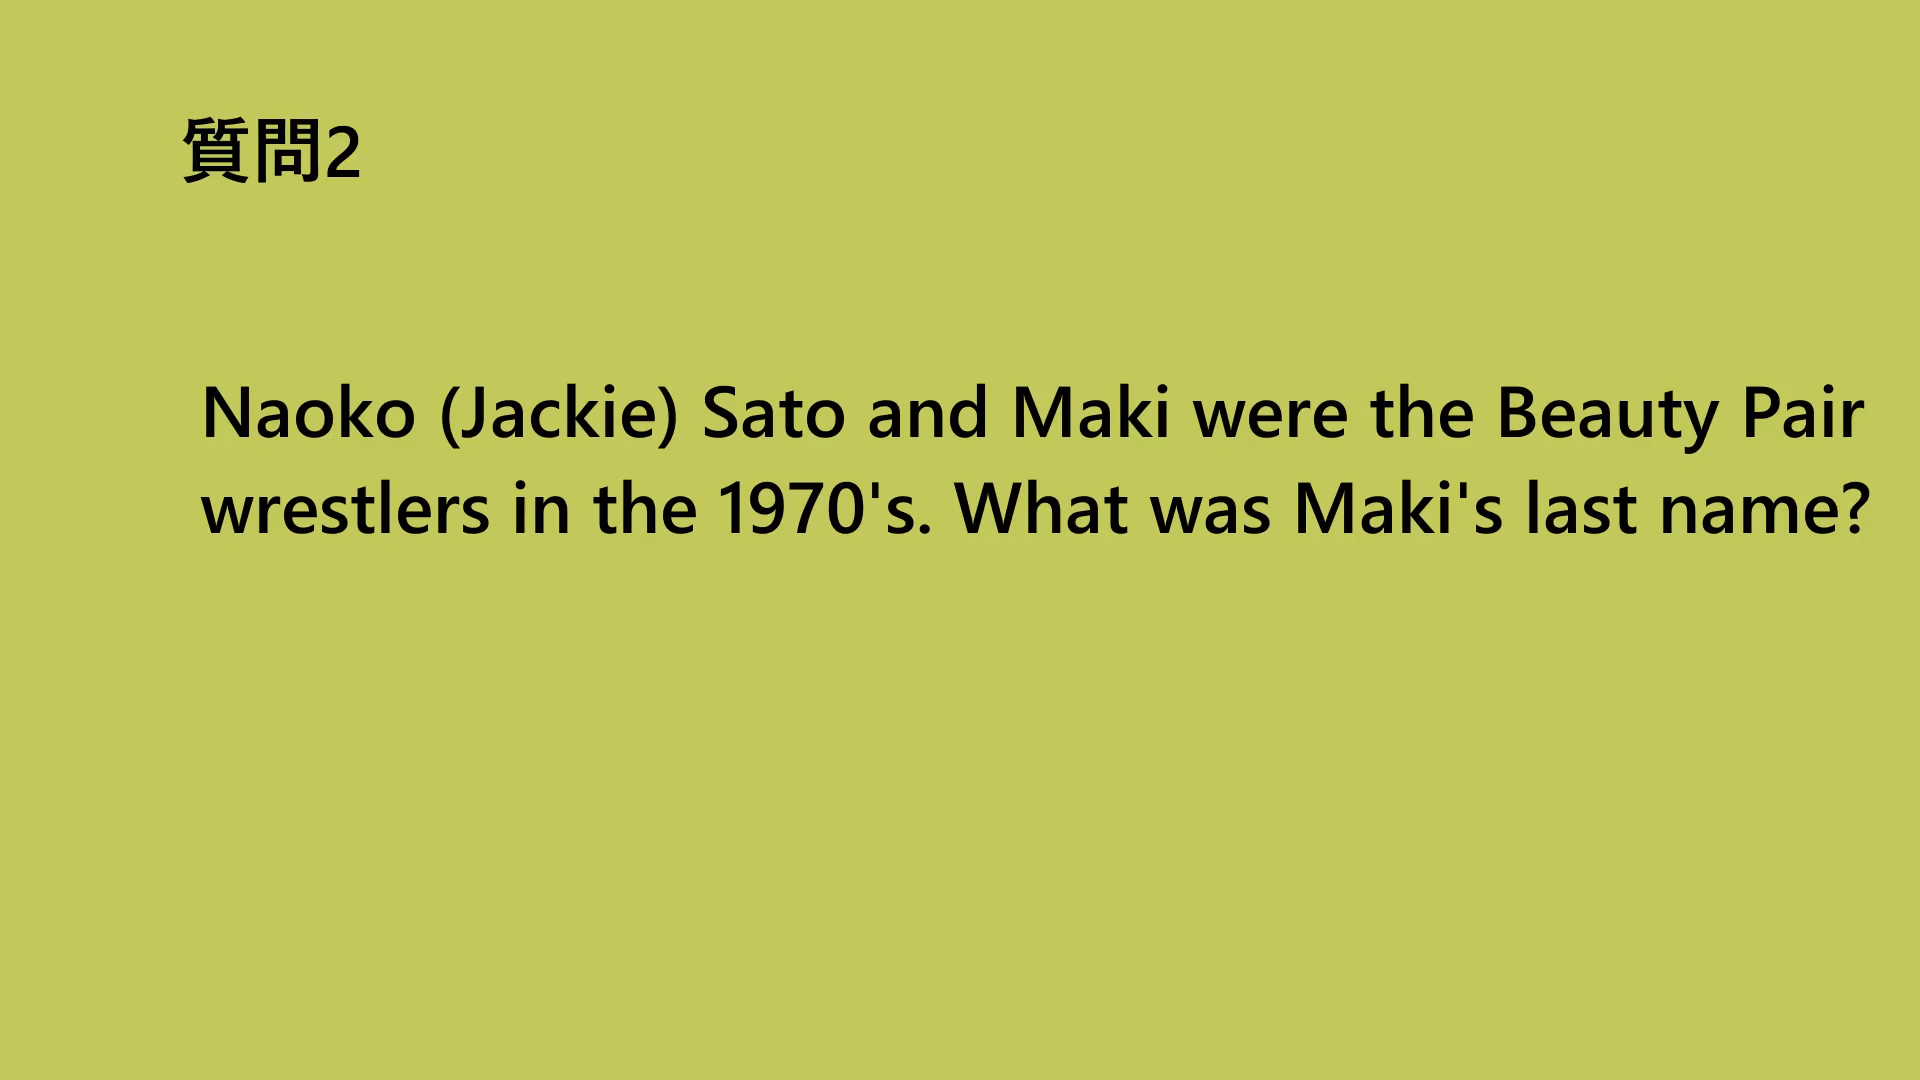 質問2
Naoko (Jackie) Sato and Maki were the Beauty Pair
wrestlers in the 1970's. What was Maki's last name?